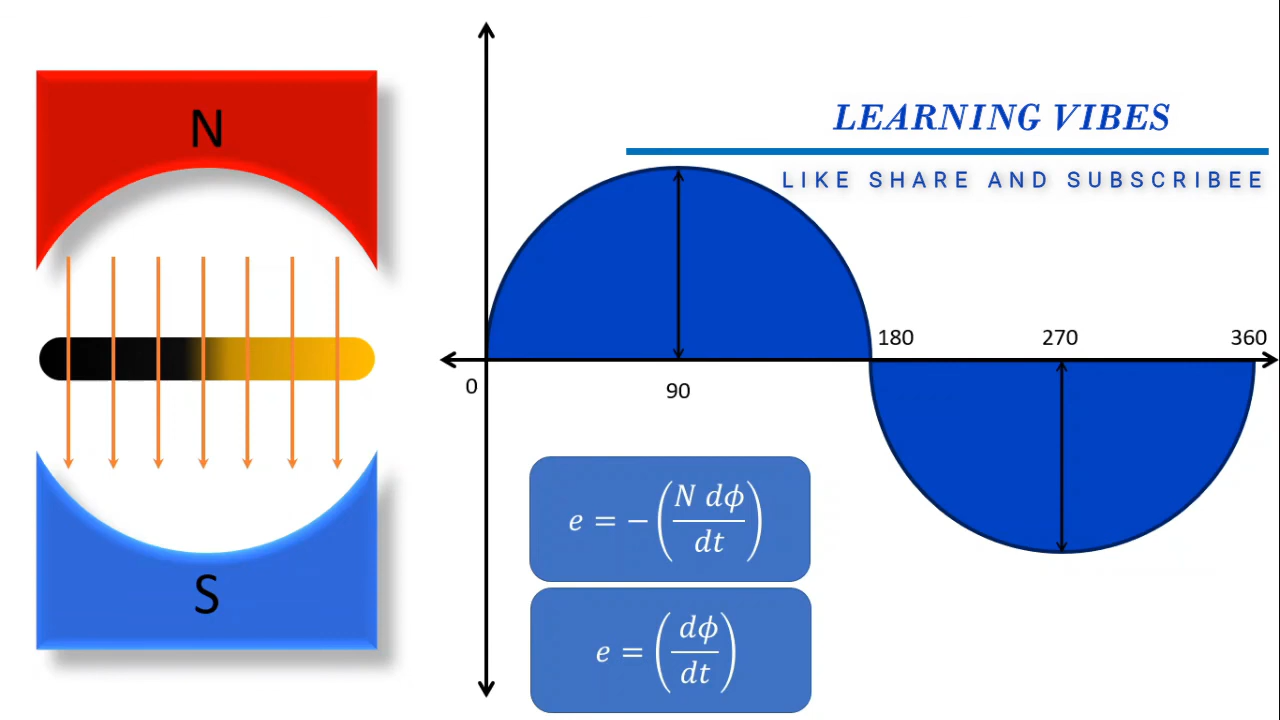 N
S
LEARNING VIBES
LIKE SHARE AND SUBSCRIBEE
0
90
180
270
360
e = −(N dϕ/dt)
e = (dϕ/dt)